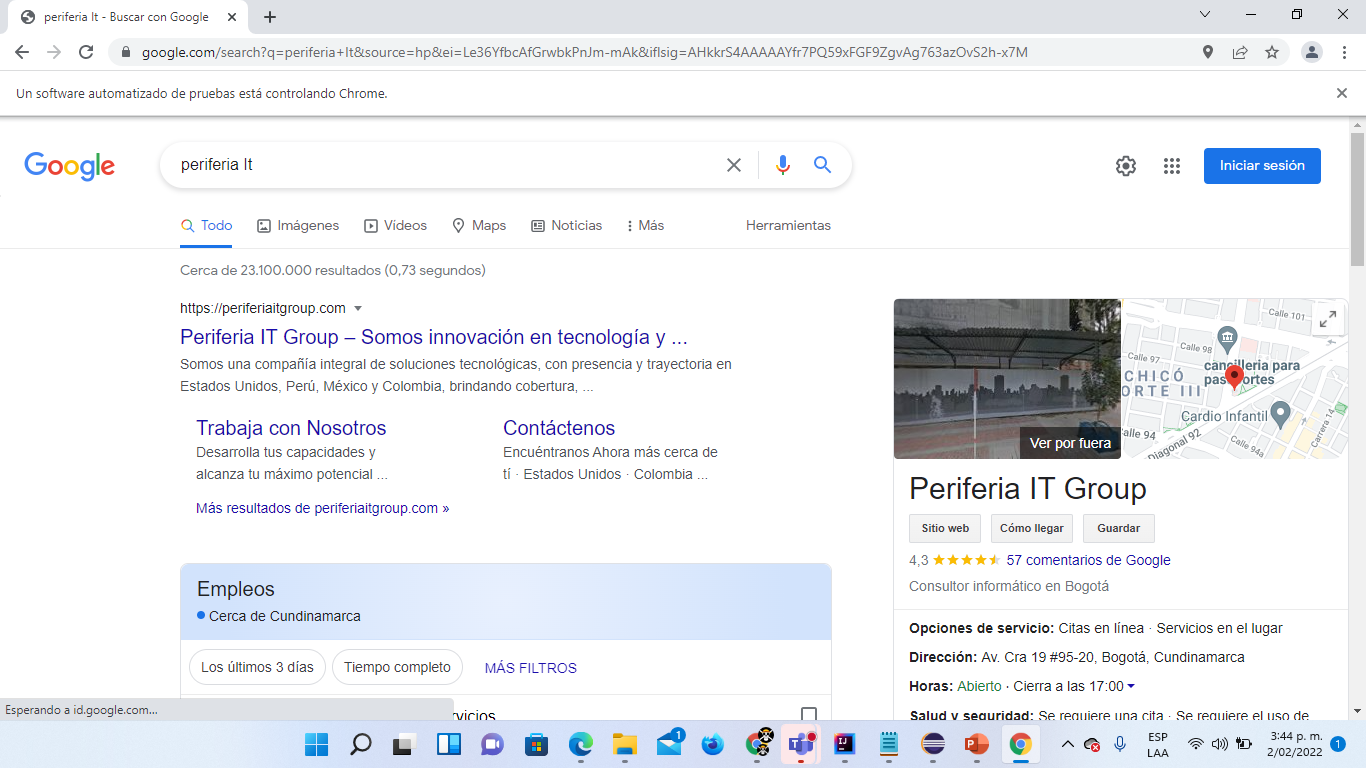 periferia It - Buscar con Google
google.com/search?q=periferia+It&source=hp&ei=Le36YfbcAfGrwbkPnJm-mAk&iflsig=AHkkrS4AAAAAYfr7PQ59xFGF9ZgvAg763azOvS2h-x7M
Un software automatizado de pruebas está controlando Chrome.
Google
periferia It
Iniciar sesión
Todo
Imágenes
Videos
Maps
Noticias
Más
Herramientas
Cerca de 23.100.000 resultados (0,73 segundos)
https://periferiaitgroup.com
Periferia IT Group – Somos innovación en tecnología y ...
Somos una compañía integral de soluciones tecnológicas, con presencia y trayectoria en
Estados Unidos, Perú, México y Colombia, brindando cobertura, ...
Trabaja con Nosotros
Desarrolla tus capacidades y
alcanza tu máximo potencial ...
Contáctenos
Encuéntranos Ahora más cerca de
tí · Estados Unidos · Colombia ...
Más resultados de periferiaitgroup.com »
Empleos
Cerca de Cundinamarca
Los últimos 3 días
Tiempo completo
MÁS FILTROS
rvicios
Esperando a id.google.com...
Ver por fuera
Calle 101
Calle 98
Calle 97
cancilleria para
pasaportes
CHICÓ
ORTE III
Cardio Infantil
Calle 94
Diagonal 92
Calle 94a
Carrera 14
Periferia IT Group
Sitio web
Cómo llegar
Guardar
4,3
57 comentarios de Google
Consultor informático en Bogotá
Opciones de servicio: Citas en línea · Servicios en el lugar
Dirección: Av. Cra 19 #95-20, Bogotá, Cundinamarca
Horas: Abierto · Cierra a las 17:00
Salud y seguridad: Se requiere una cita · Se requiere el uso de
1
ESP
LAA
3:44 p. m.
2/02/2022
1